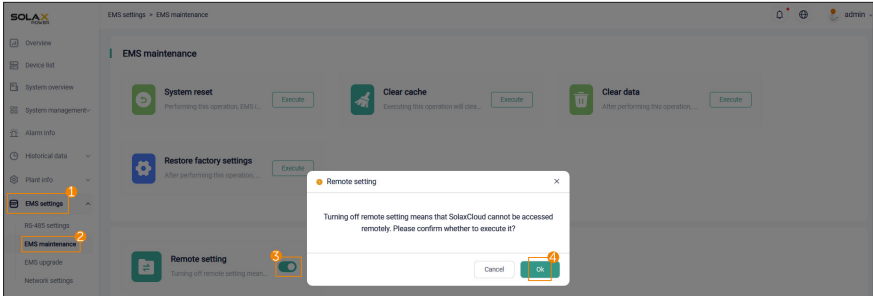 SOLAX
POWER
EMS settings > EMS maintenance
admin
Overview
Device list
System overview
System management
Alarm info
Historical data
Plant info
1
EMS settings
RS-485 settings
2
EMS maintenance
EMS upgrade
Network settings
EMS maintenance
System reset
Performing this operation, EMS i...
Execute
Clear cache
Executing this operation will clea...
Execute
Clear data
After performing this operation, ...
Execute
Restore factory settings
After performing this operation, ...
Execute
Remote setting
Turning off remote setting mean...
3
Remote setting
Turning off remote setting means that SolaxCloud cannot be accessed
remotely. Please confirm whether to execute it?
Cancel
4
Ok